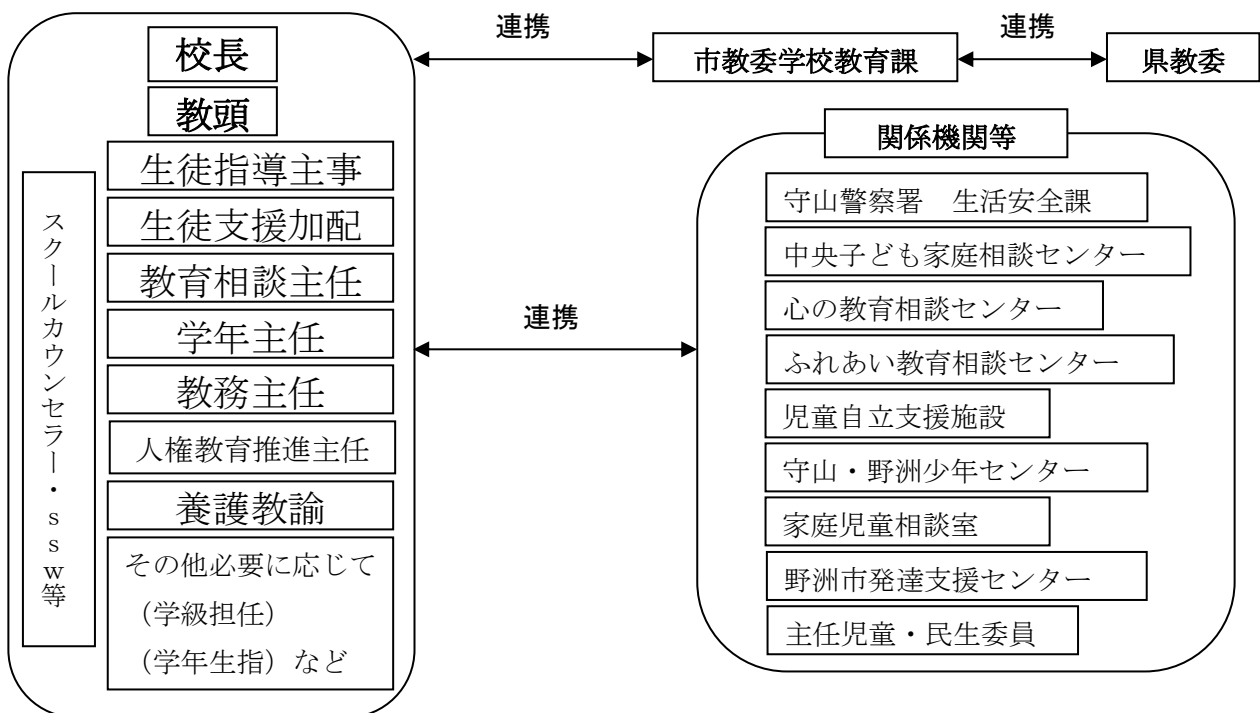 校長
教頭
生徒指導主事
生徒支援加配
教育相談主任
学年主任
教務主任
人権教育推進主任
養護教諭
その他必要に応じて
（学級担任）
（学年生指）など
スクールカウンセラー・ssw等
連携
市教委学校教育課
連携
県教委
連携
関係機関等
守山警察署　生活安全課
中央子ども家庭相談センター
心の教育相談センター
ふれあい教育相談センター
児童自立支援施設
守山・野洲少年センター
家庭児童相談室
野洲市発達支援センター
主任児童・民生委員